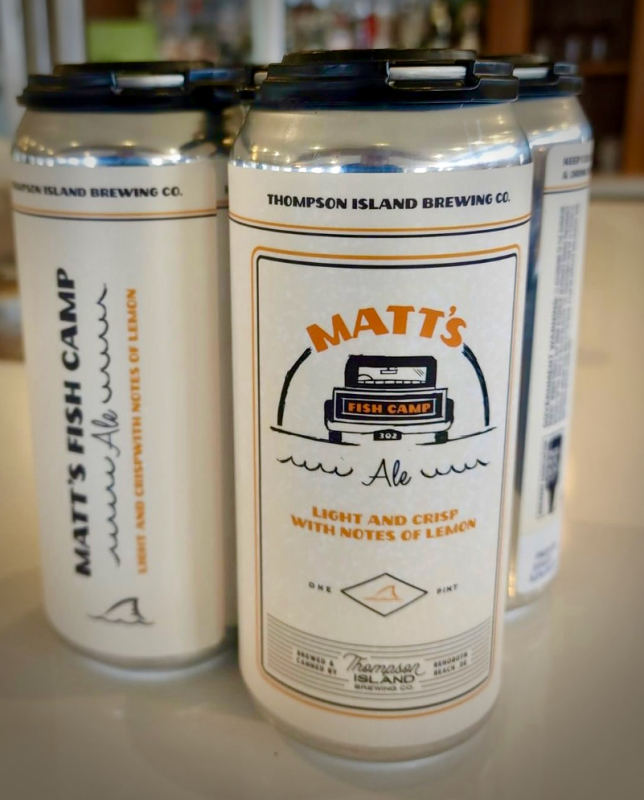 THOMPSON ISLAND BREWING CO.
MATT'S FISH CAMP
Ale
LIGHT AND CRISPWITH NOTES OF LEMON
THOMPSON ISLAND BREWING CO.
MATT'S
FISH CAMP
302
Ale
LIGHT AND CRISP
WITH NOTES OF LEMON
ONE PINT
BREWED &
CANNED BY
Thompson
ISLAND
BREWING CO.
REHOBOTH
BEACH DE